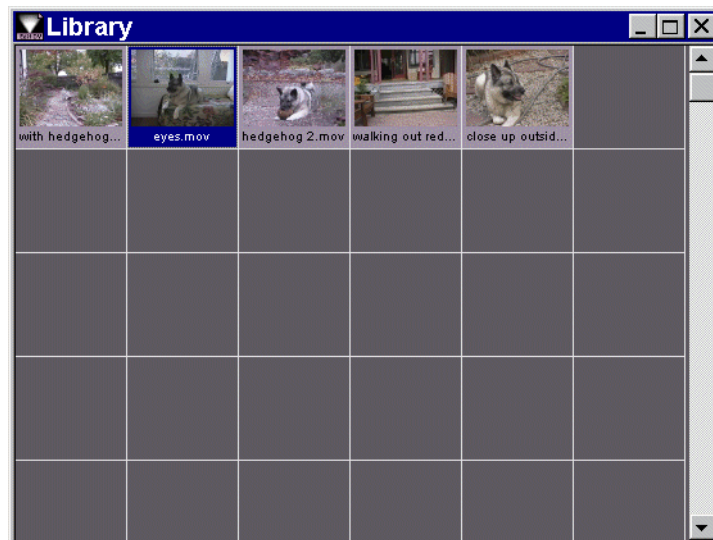 Library
with hedgehog...
eyes.mov
hedgehog 2.mov
walking out red...
close up outsid...